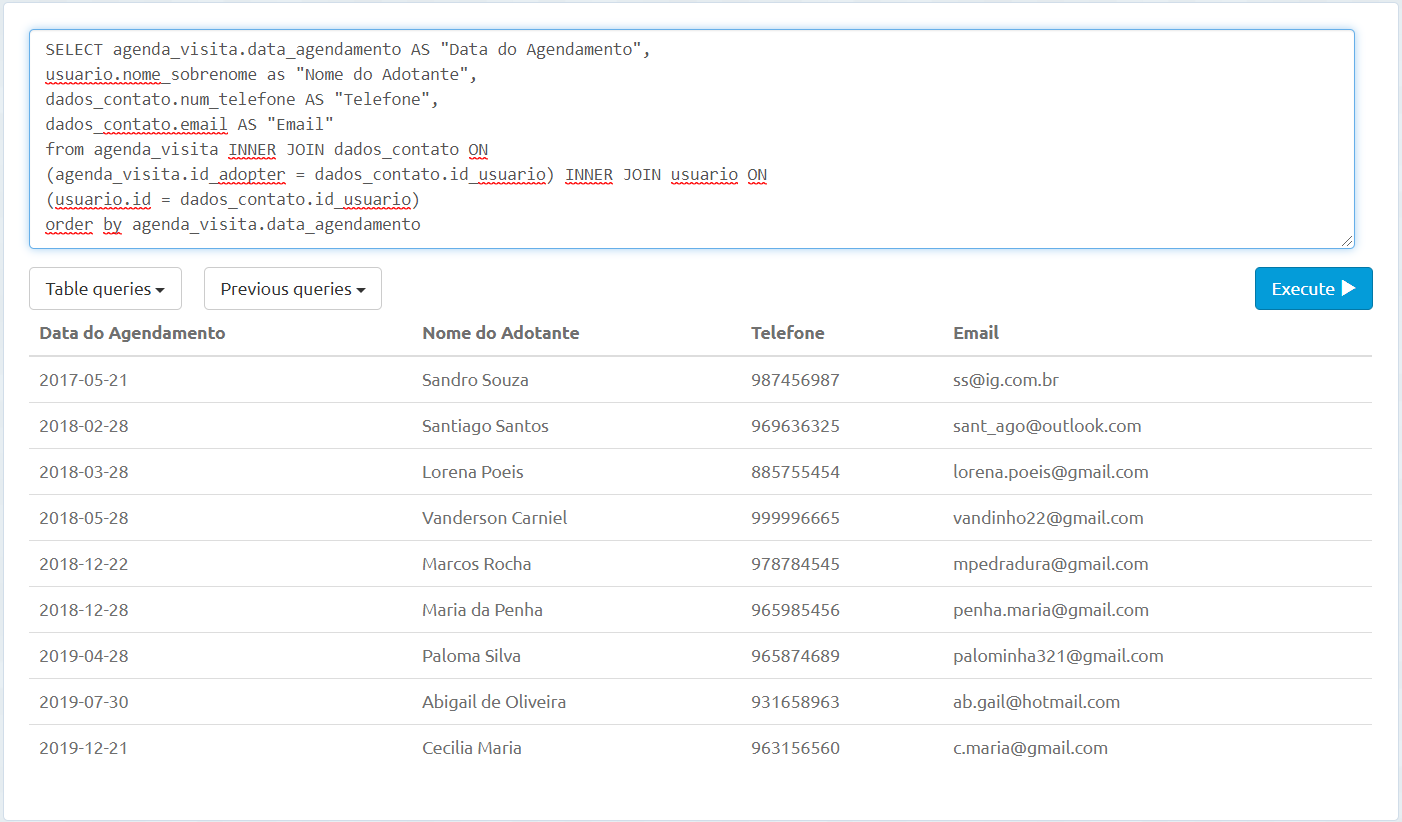 SELECT agenda_visita.data_agendamento AS "Data do Agendamento",
usuario.nome_sobrenome as "Nome do Adotante",
dados_contato.num_telefone AS "Telefone",
dados_contato.email AS "Email"
from agenda_visita INNER JOIN dados_contato ON
(agenda_visita.id_adopter = dados_contato.id_usuario) INNER JOIN usuario ON
(usuario.id = dados_contato.id_usuario)
order by agenda_visita.data_agendamento
Table queries Previous queries Execute
Data do Agendamento Nome do Adotante Telefone Email
2017-05-21 Sandro Souza 987456987 ss@ig.com.br
2018-02-28 Santiago Santos 969636325 sant_ago@outlook.com
2018-03-28 Lorena Poeis 885755454 lorena.poeis@gmail.com
2018-05-28 Vanderson Carniel 999996665 vandinho22@gmail.com
2018-12-22 Marcos Rocha 978784545 mpedradura@gmail.com
2018-12-28 Maria da Penha 965985456 penha.maria@gmail.com
2019-04-28 Paloma Silva 965874689 palominha321@gmail.com
2019-07-30 Abigail de Oliveira 931658963 ab.gail@hotmail.com
2019-12-21 Cecilia Maria 963156560 c.maria@gmail.com